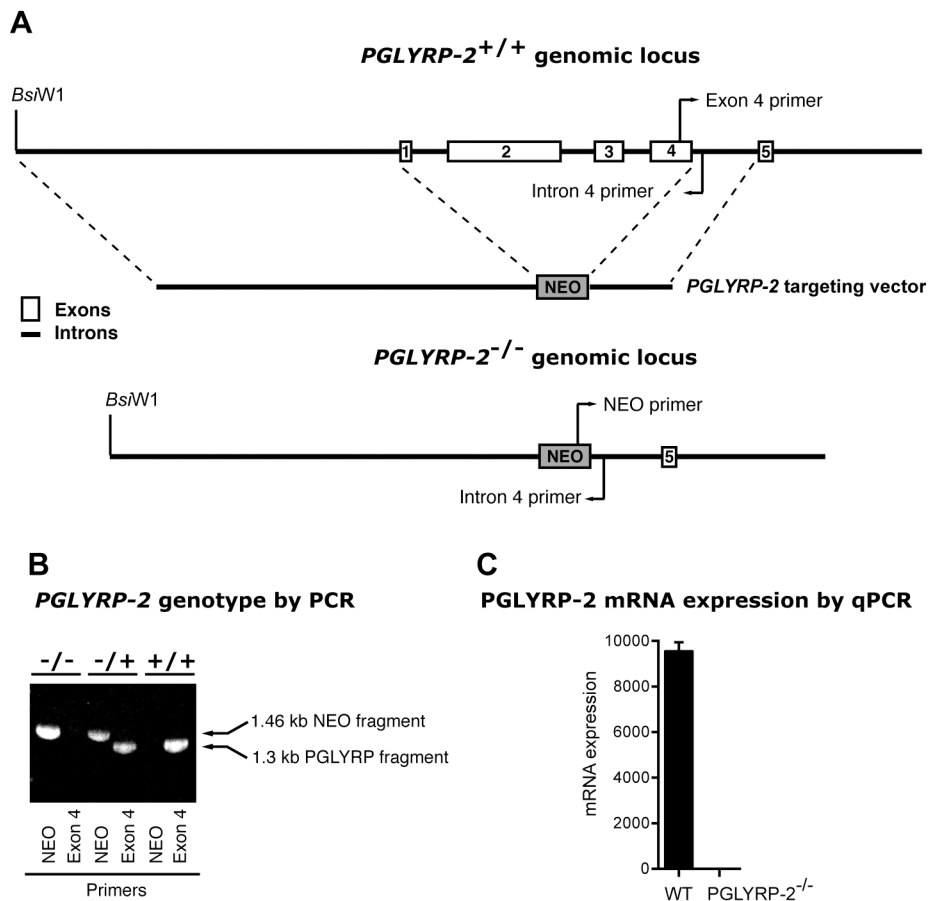 A
PGLYRP-2+/+ genomic locus
BsiW1
Exon 4 primer
1 2 3 4 5
Intron 4 primer
NEO
PGLYRP-2 targeting vector
Exons
Introns
PGLYRP-2-/- genomic locus
BsiW1
NEO primer
NEO 5
Intron 4 primer
B
PGLYRP-2 genotype by PCR
-/- -/+ +/+
1.46 kb NEO fragment
1.3 kb PGLYRP fragment
NEO
Exon 4
NEO
Exon 4
NEO
Exon 4
Primers
C
PGLYRP-2 mRNA expression by qPCR
mRNA expression
10000
8000
6000
4000
2000
0
WT PGLYRP-2-/-